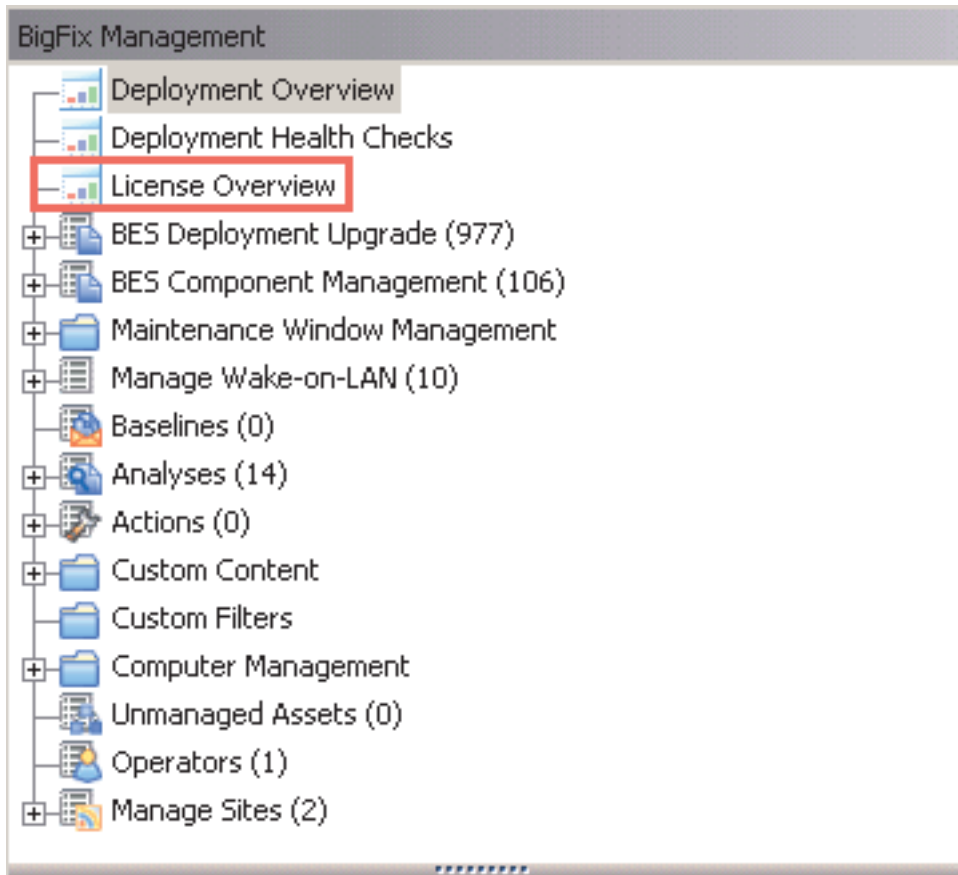 BigFix Management
Deployment Overview
Deployment Health Checks
License Overview
BES Deployment Upgrade (977)
BES Component Management (106)
Maintenance Window Management
Manage Wake-on-LAN (10)
Baselines (0)
Analyses (14)
Actions (0)
Custom Content
Custom Filters
Computer Management
Unmanaged Assets (0)
Operators (1)
Manage Sites (2)